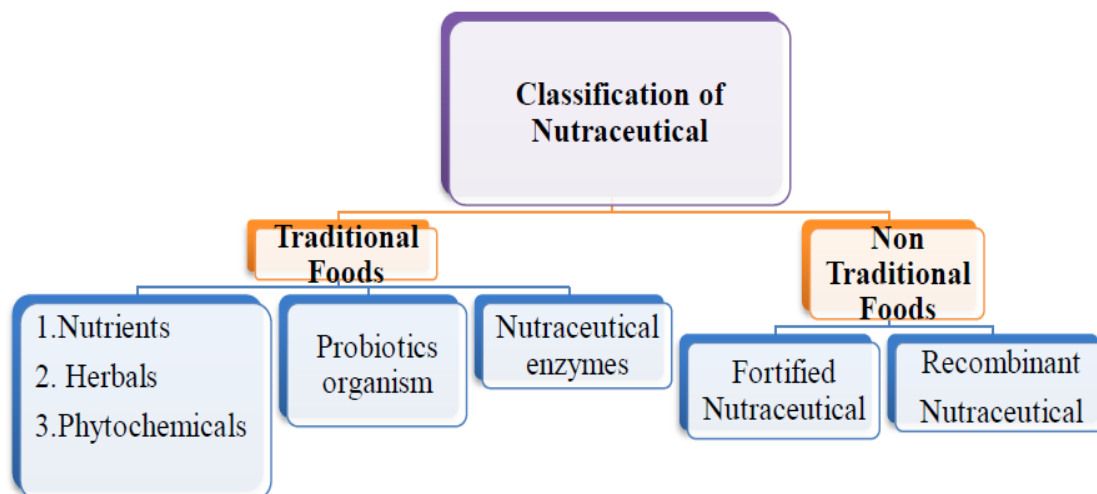 Classification of
Nutraceutical
Traditional
Foods
Non
Traditional
Foods
1.Nutrients
2. Herbals
3.Phytochemicals
Probiotics
organism
Nutraceutical
enzymes
Fortified
Nutraceutical
Recombinant
Nutraceutical